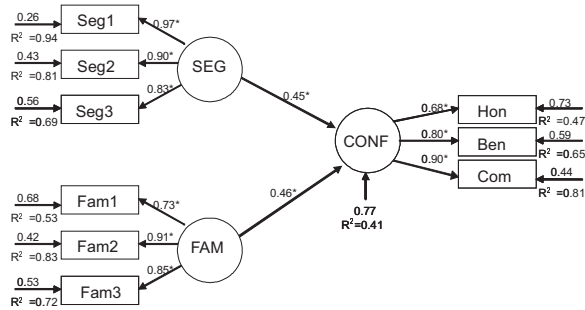 0.26
Seg1
0.97*
R² =0.94
0.43
Seg2
0.90*
SEG
R² =0.81
0.56
Seg3
0.83*
R² =0.69
0.45*
0.68*
Hon
0.73
R² =0.47
CONF
0.80*
Ben
0.59
R² =0.65
0.90*
Com
0.44
R² =0.81
0.77
R²=0.41
0.46*
0.68
Fam1
0.73*
R² =0.53
0.42
Fam2
0.91*
FAM
R² =0.83
0.53
Fam3
0.85*
R² =0.72